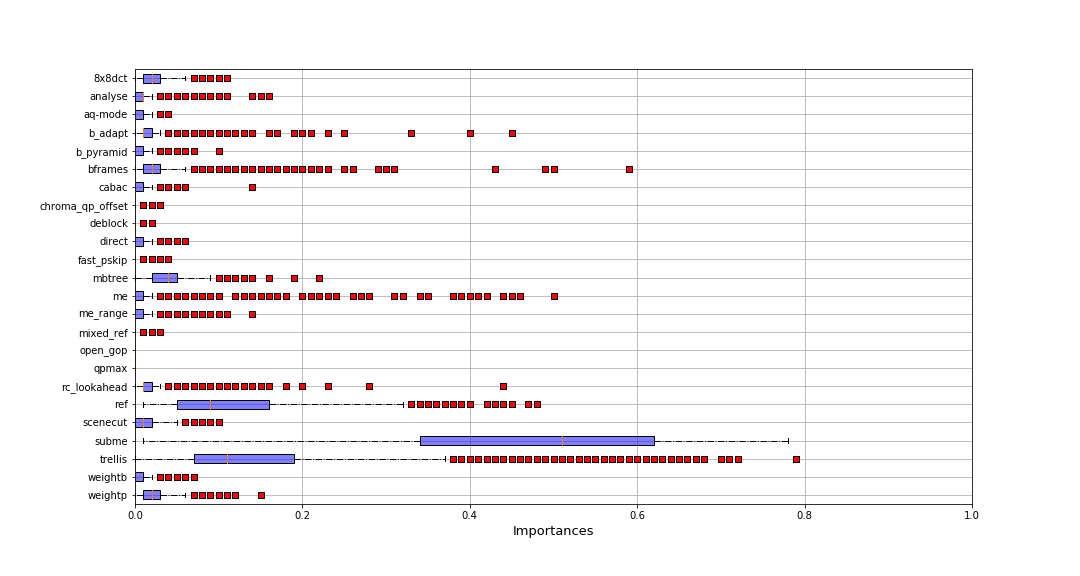 8x8dct
analyse
aq-mode
b_adapt
b_pyramid
bframes
cabac
chroma_qp_offset
deblock
direct
fast_pskip
mbtree
me
me_range
mixed_ref
open_gop
qpmax
rc_lookahead
ref
scenecut
subme
trellis
weightb
weightp
0.0 0.2 0.4 0.6 0.8 1.0
Importances